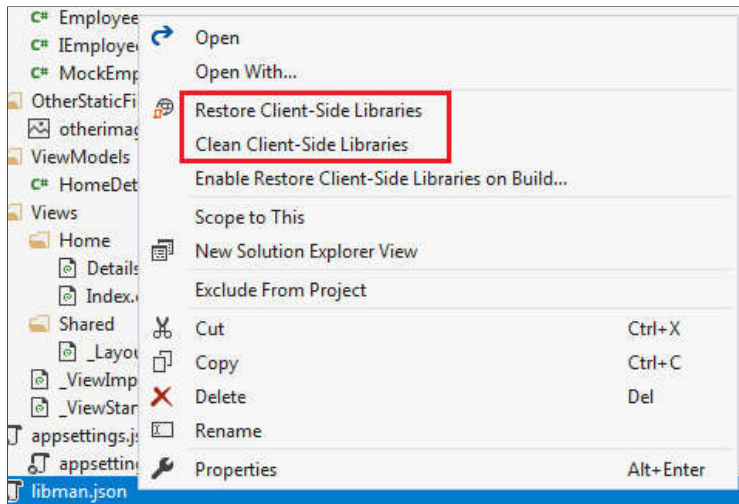 C# Employee
C# IEmploye
C# MockEmp
OtherStaticFi
otherimag
ViewModels
C# HomeDet
Views
Home
Details
Index.
Shared
_Layou
_ViewImp
_ViewStar
appsettings.js
appsetting
libman.json
Open
Open With...
Restore Client-Side Libraries
Clean Client-Side Libraries
Enable Restore Client-Side Libraries on Build...
Scope to This
New Solution Explorer View
Exclude From Project
Cut Ctrl+X
Copy Ctrl+C
Delete Del
Rename
Properties Alt+Enter